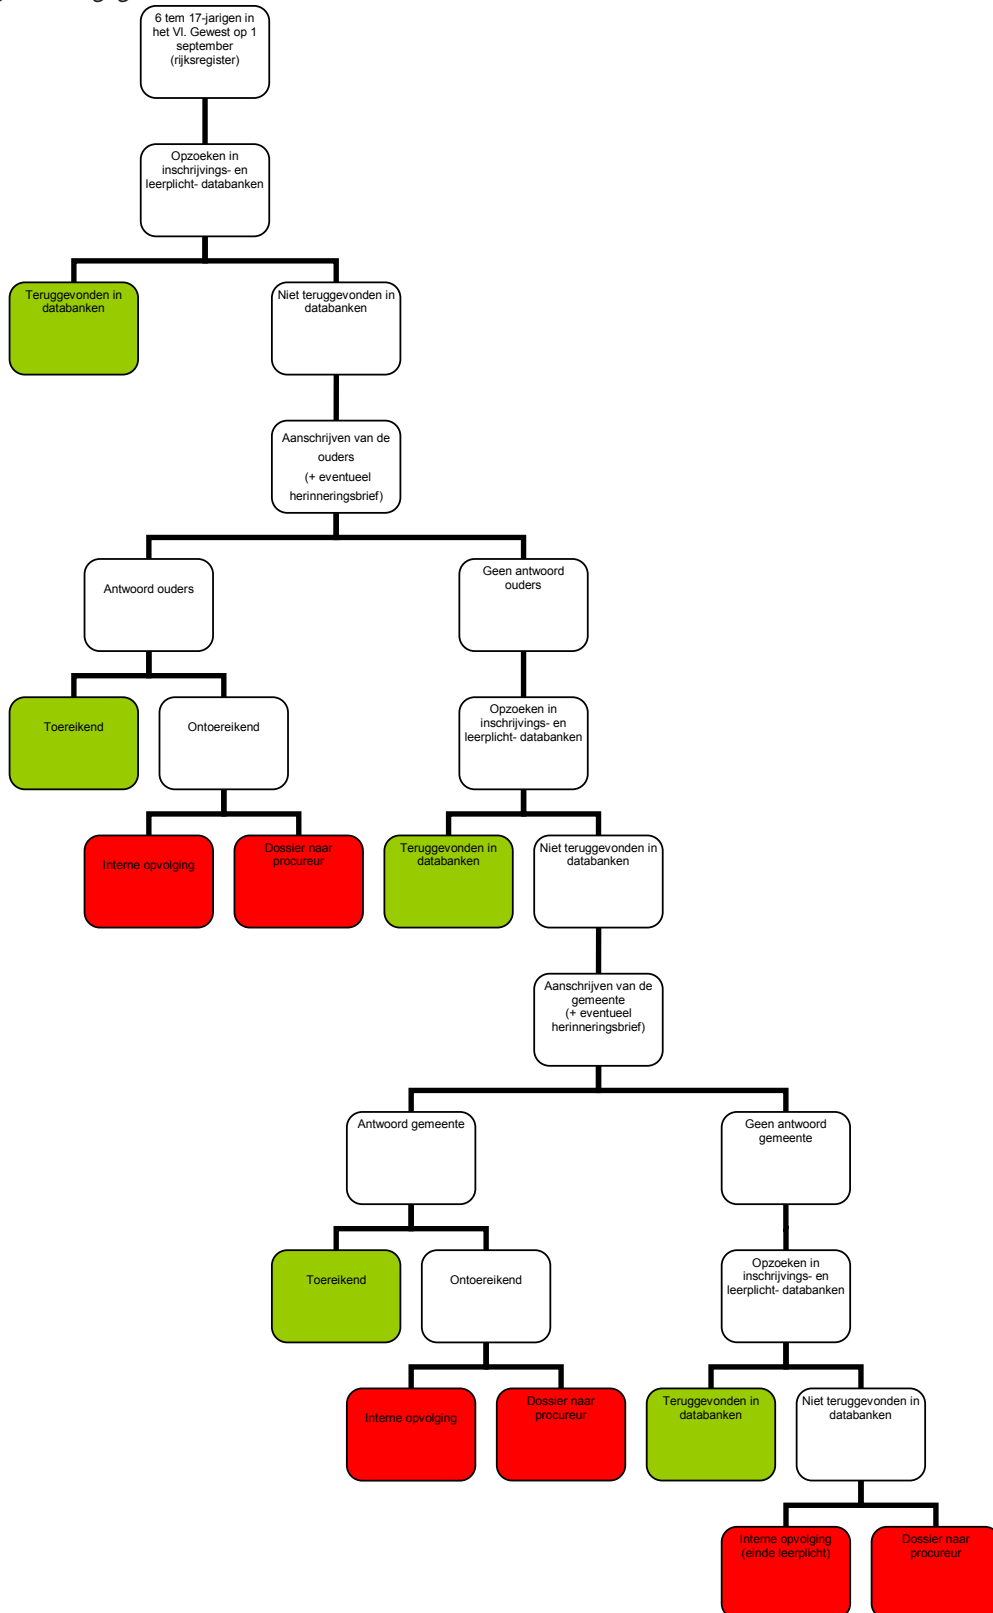 6 tem 17-jarigen in
het Vl. Gewest op 1
september
(rijksregister)
Opzoeken in
inschrijvings- en
leerplicht- databanken
Teruggevonden in
databanken
Niet teruggevonden in
databanken
Aanschrijven van de
ouders
(+ eventueel
herinneringsbrief)
Antwoord ouders
Geen antwoord
ouders
Toereikend
Ontoereikend
Opzoeken in
inschrijvings- en
leerplicht- databanken
Interne opvolging
Dossier naar
procureur
Teruggevonden in
databanken
Niet teruggevonden in
databanken
Aanschrijven van de
gemeente
(+ eventueel
herinneringsbrief)
Antwoord gemeente
Geen antwoord
gemeente
Toereikend
Ontoereikend
Opzoeken in
inschrijvings- en
leerplicht- databanken
Interne opvolging
Dossier naar
procureur
Teruggevonden in
databanken
Niet teruggevonden in
databanken
Interne opvolging
(einde leerplicht)
Dossier naar
procureur